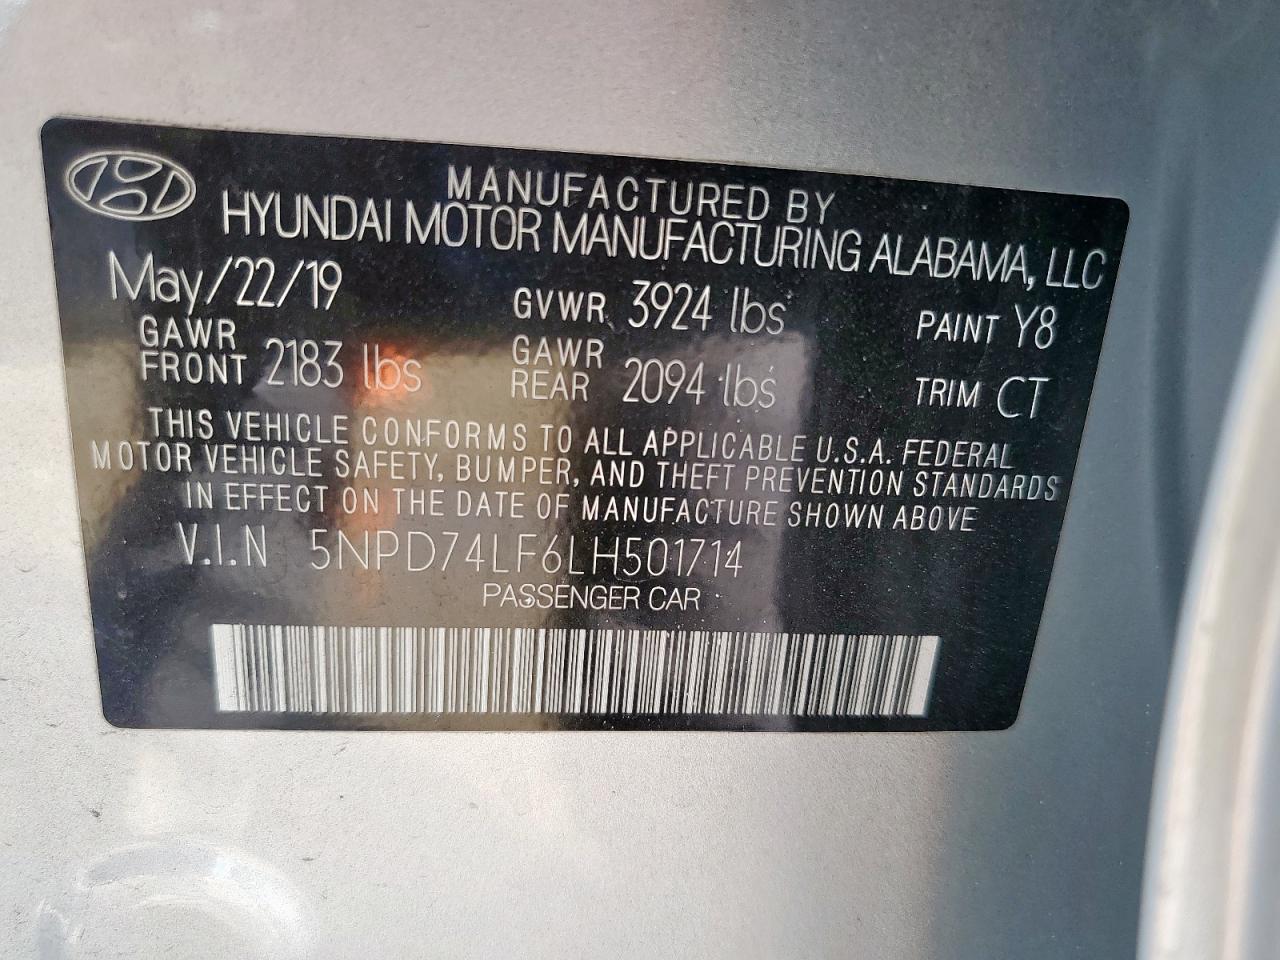 MANUFACTURED BY
HYUNDAI MOTOR MANUFACTURING ALABAMA, LLC
May/22/19 GVWR 3924 lbs PAINT Y8
GAWR FRONT 2183 lbs GAWR REAR 2094 lbs TRIM CT
THIS VEHICLE CONFORMS TO ALL APPLICABLE U.S.A. FEDERAL
MOTOR VEHICLE SAFETY, BUMPER, AND THEFT PREVENTION STANDARDS
IN EFFECT ON THE DATE OF MANUFACTURE SHOWN ABOVE
V.I.N 5NPD74LF6LH501714
PASSENGER CAR